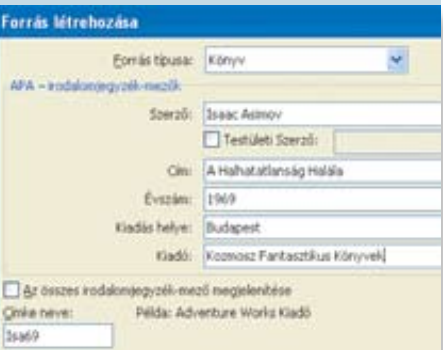 Forrás létrehozása
Forrás típusa: Könyv
APA – irodalomjegyzék-mezők
Szerző: Isaac Asimov
Testületi Szerző:
Cím: A Halhatatlanság Halála
Évszám: 1969
Kiadás helye: Budapest
Kiadó: Kozmosz Fantasztikus Könyvek
Az összes irodalomjegyzék-mező megjelenítése
Címke neve: Példa: Adventure Works Kiadó
Isa69